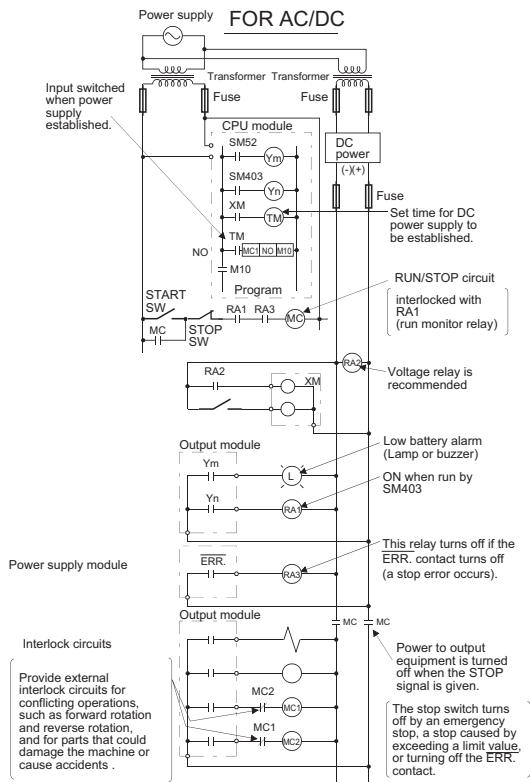 Power supply
FOR AC/DC
Transformer Transformer
Input switched
when power
supply
established.
Fuse
Fuse
CPU module
SM52
Ym
DC
power
(-)(+)
SM403
Yn
Fuse
XM
TM
Set time for DC
power supply to
be established.
TM
NO
MC1 NO M10
M10
Program
RUN/STOP circuit
interlocked with
RA1
(run monitor relay)
START
SW
RA1 RA3
MC
MC
STOP
SW
RA2
RA2
XM
Voltage relay is
recommended
Output module
Low battery alarm
(Lamp or buzzer)
Ym
L
Yn
RA1
ON when run by
SM403
Power supply module
ERR.
RA3
This relay turns off if the
ERR. contact turns off
(a stop error occurs).
Output module
MC MC
Interlock circuits
Power to output
equipment is turned
off when the STOP
signal is given.
Provide external
interlock circuits for
conflicting operations,
such as forward rotation
and reverse rotation,
and for parts that could
damage the machine or
cause accidents .
MC2
MC1
MC1
MC2
The stop switch turns
off by an emergency
stop, a stop caused by
exceeding a limit value,
or turning off the ERR.
contact.